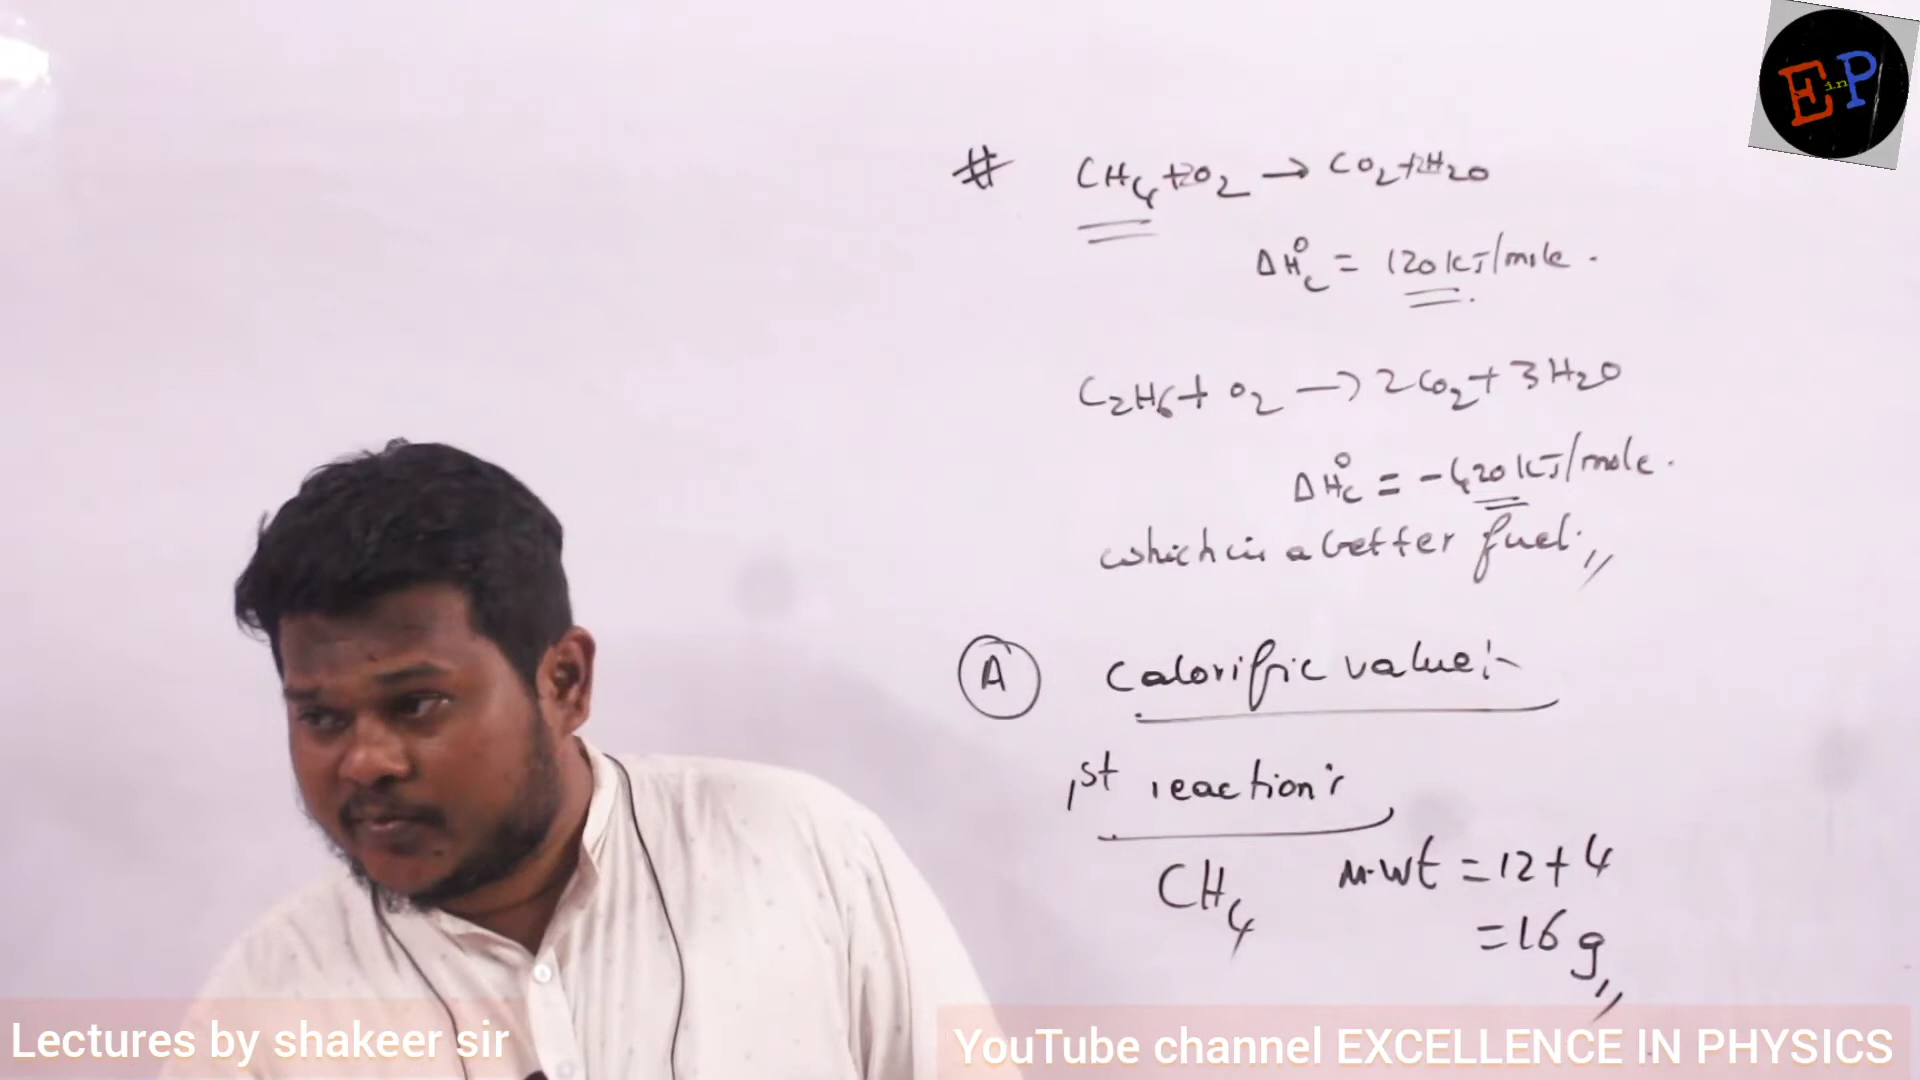 E in P
# CH4 + 2O2 → CO2 + 2H2O
ΔH°c = 120 kJ/mole.
C2H6 + O2 → 2CO2 + 3H2O
ΔH°c = -420 kJ/mole.
which is a better fuel.,,
A Calorific value:-
1st reaction:
CH4 M.wt = 12+4
=16 g,,
Lectures by shakeer sir
YouTube channel EXCELLENCE IN PHYSICS